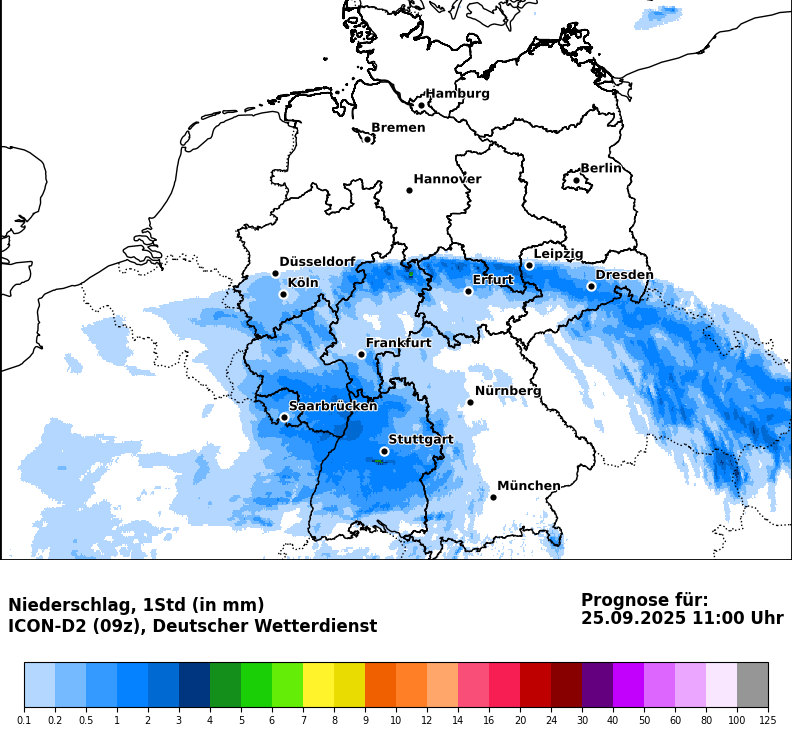 Hamburg
Bremen
Berlin
Hannover
Leipzig
Düsseldorf
Dresden
Köln
Erfurt
Frankfurt
Nürnberg
Saarbrücken
Stuttgart
München
Niederschlag, 1Std (in mm)
ICON-D2 (09z), Deutscher Wetterdienst
Prognose für:
25.09.2025 11:00 Uhr
0.1 0.2 0.5 1 2 3 4 5 6 7 8 9 10 12 14 16 20 24 30 40 50 60 80 100 125